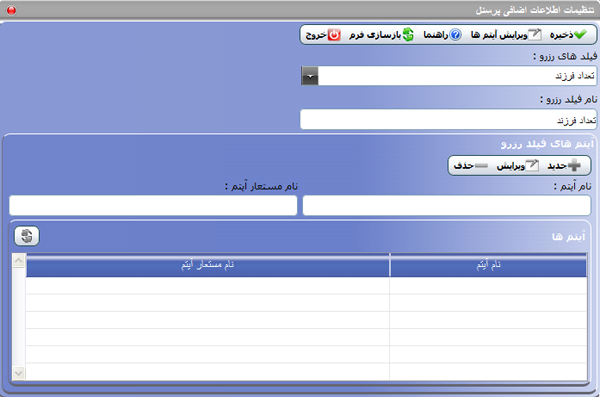 تنظیمات اطلاعات اضافی پرسنل
ذخیره ویرایش آیتم ها راهنما بازسازی فرم خروج
فیلد های رزرو :
تعداد فرزند
نام فیلد رزرو :
تعداد فرزند
آیتم های فیلد رزرو
جدید ویرایش حذف
نام آیتم : نام مستعار آیتم :
آیتم ها
نام آیتم نام مستعار آیتم